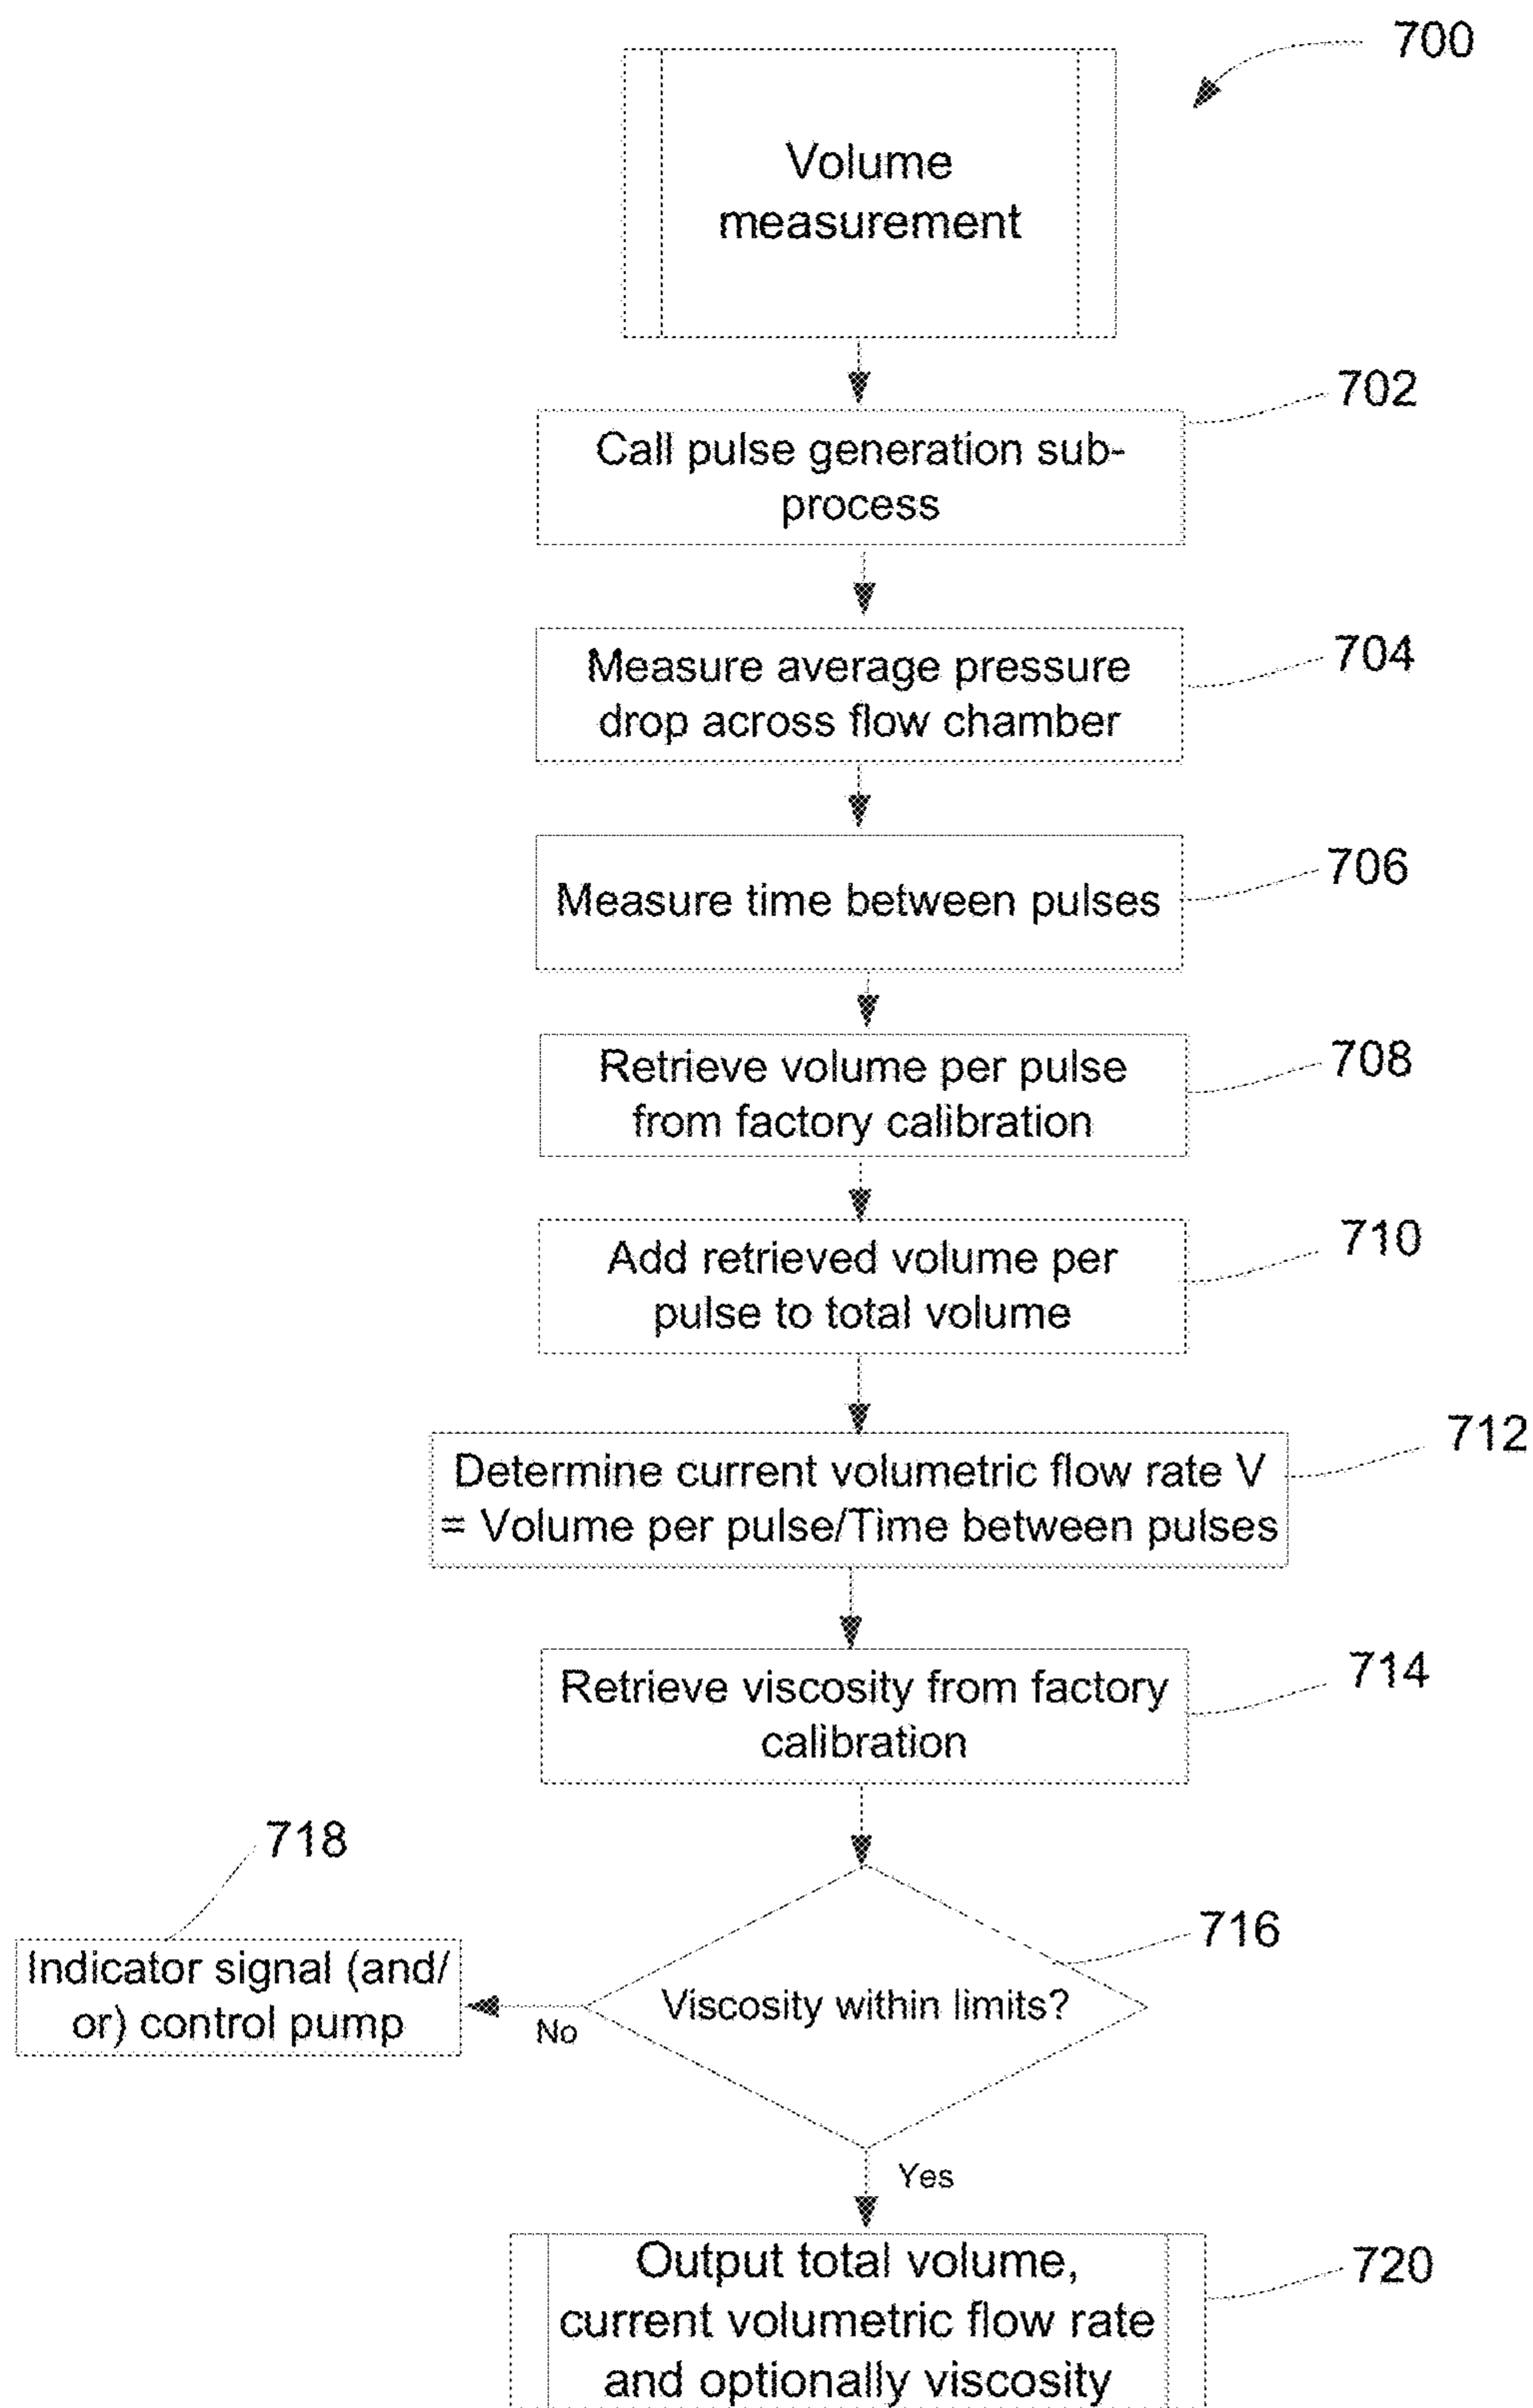 700
Volume
measurement
702
Call pulse generation sub-
process
704
Measure average pressure
drop across flow chamber
706
Measure time between pulses
708
Retrieve volume per pulse
from factory calibration
710
Add retrieved volume per
pulse to total volume
712
Determine current volumetric flow rate V
= Volume per pulse/Time between pulses
714
Retrieve viscosity from factory
calibration
716
Viscosity within limits?
718
Indicator signal (and/
or) control pump
No
Yes
720
Output total volume,
current volumetric flow rate
and optionally viscosity